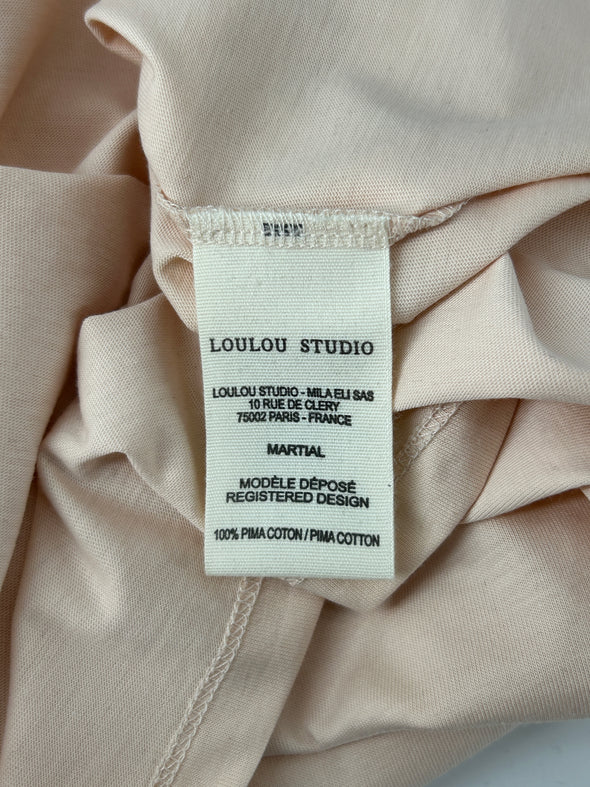 LOULOU STUDIO
LOULOU STUDIO - MILA ELI SAS
10 RUE DE CLERY
75002 PARIS - FRANCE
MARTIAL
MODÈLE DÉPOSÉ
REGISTERED DESIGN
100% PIMA COTON / PIMA COTTON